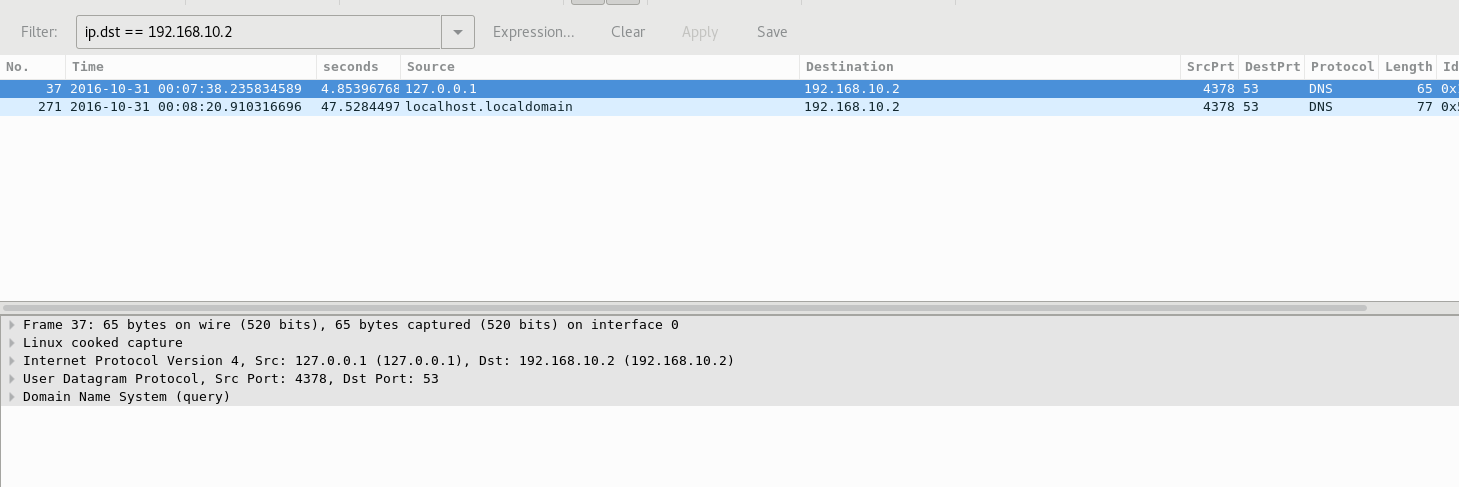 Filter: ip.dst == 192.168.10.2 Expression... Clear Apply Save
No. Time seconds Source Destination SrcPrt DestPrt Protocol Length Id
37 2016-10-31 00:07:38.235834589 4.85396768 127.0.0.1 192.168.10.2 4378 53 DNS 65 0x
271 2016-10-31 00:08:20.910316696 47.5284497 localhost.localdomain 192.168.10.2 4378 53 DNS 77 0x
Frame 37: 65 bytes on wire (520 bits), 65 bytes captured (520 bits) on interface 0
Linux cooked capture
Internet Protocol Version 4, Src: 127.0.0.1 (127.0.0.1), Dst: 192.168.10.2 (192.168.10.2)
User Datagram Protocol, Src Port: 4378, Dst Port: 53
Domain Name System (query)